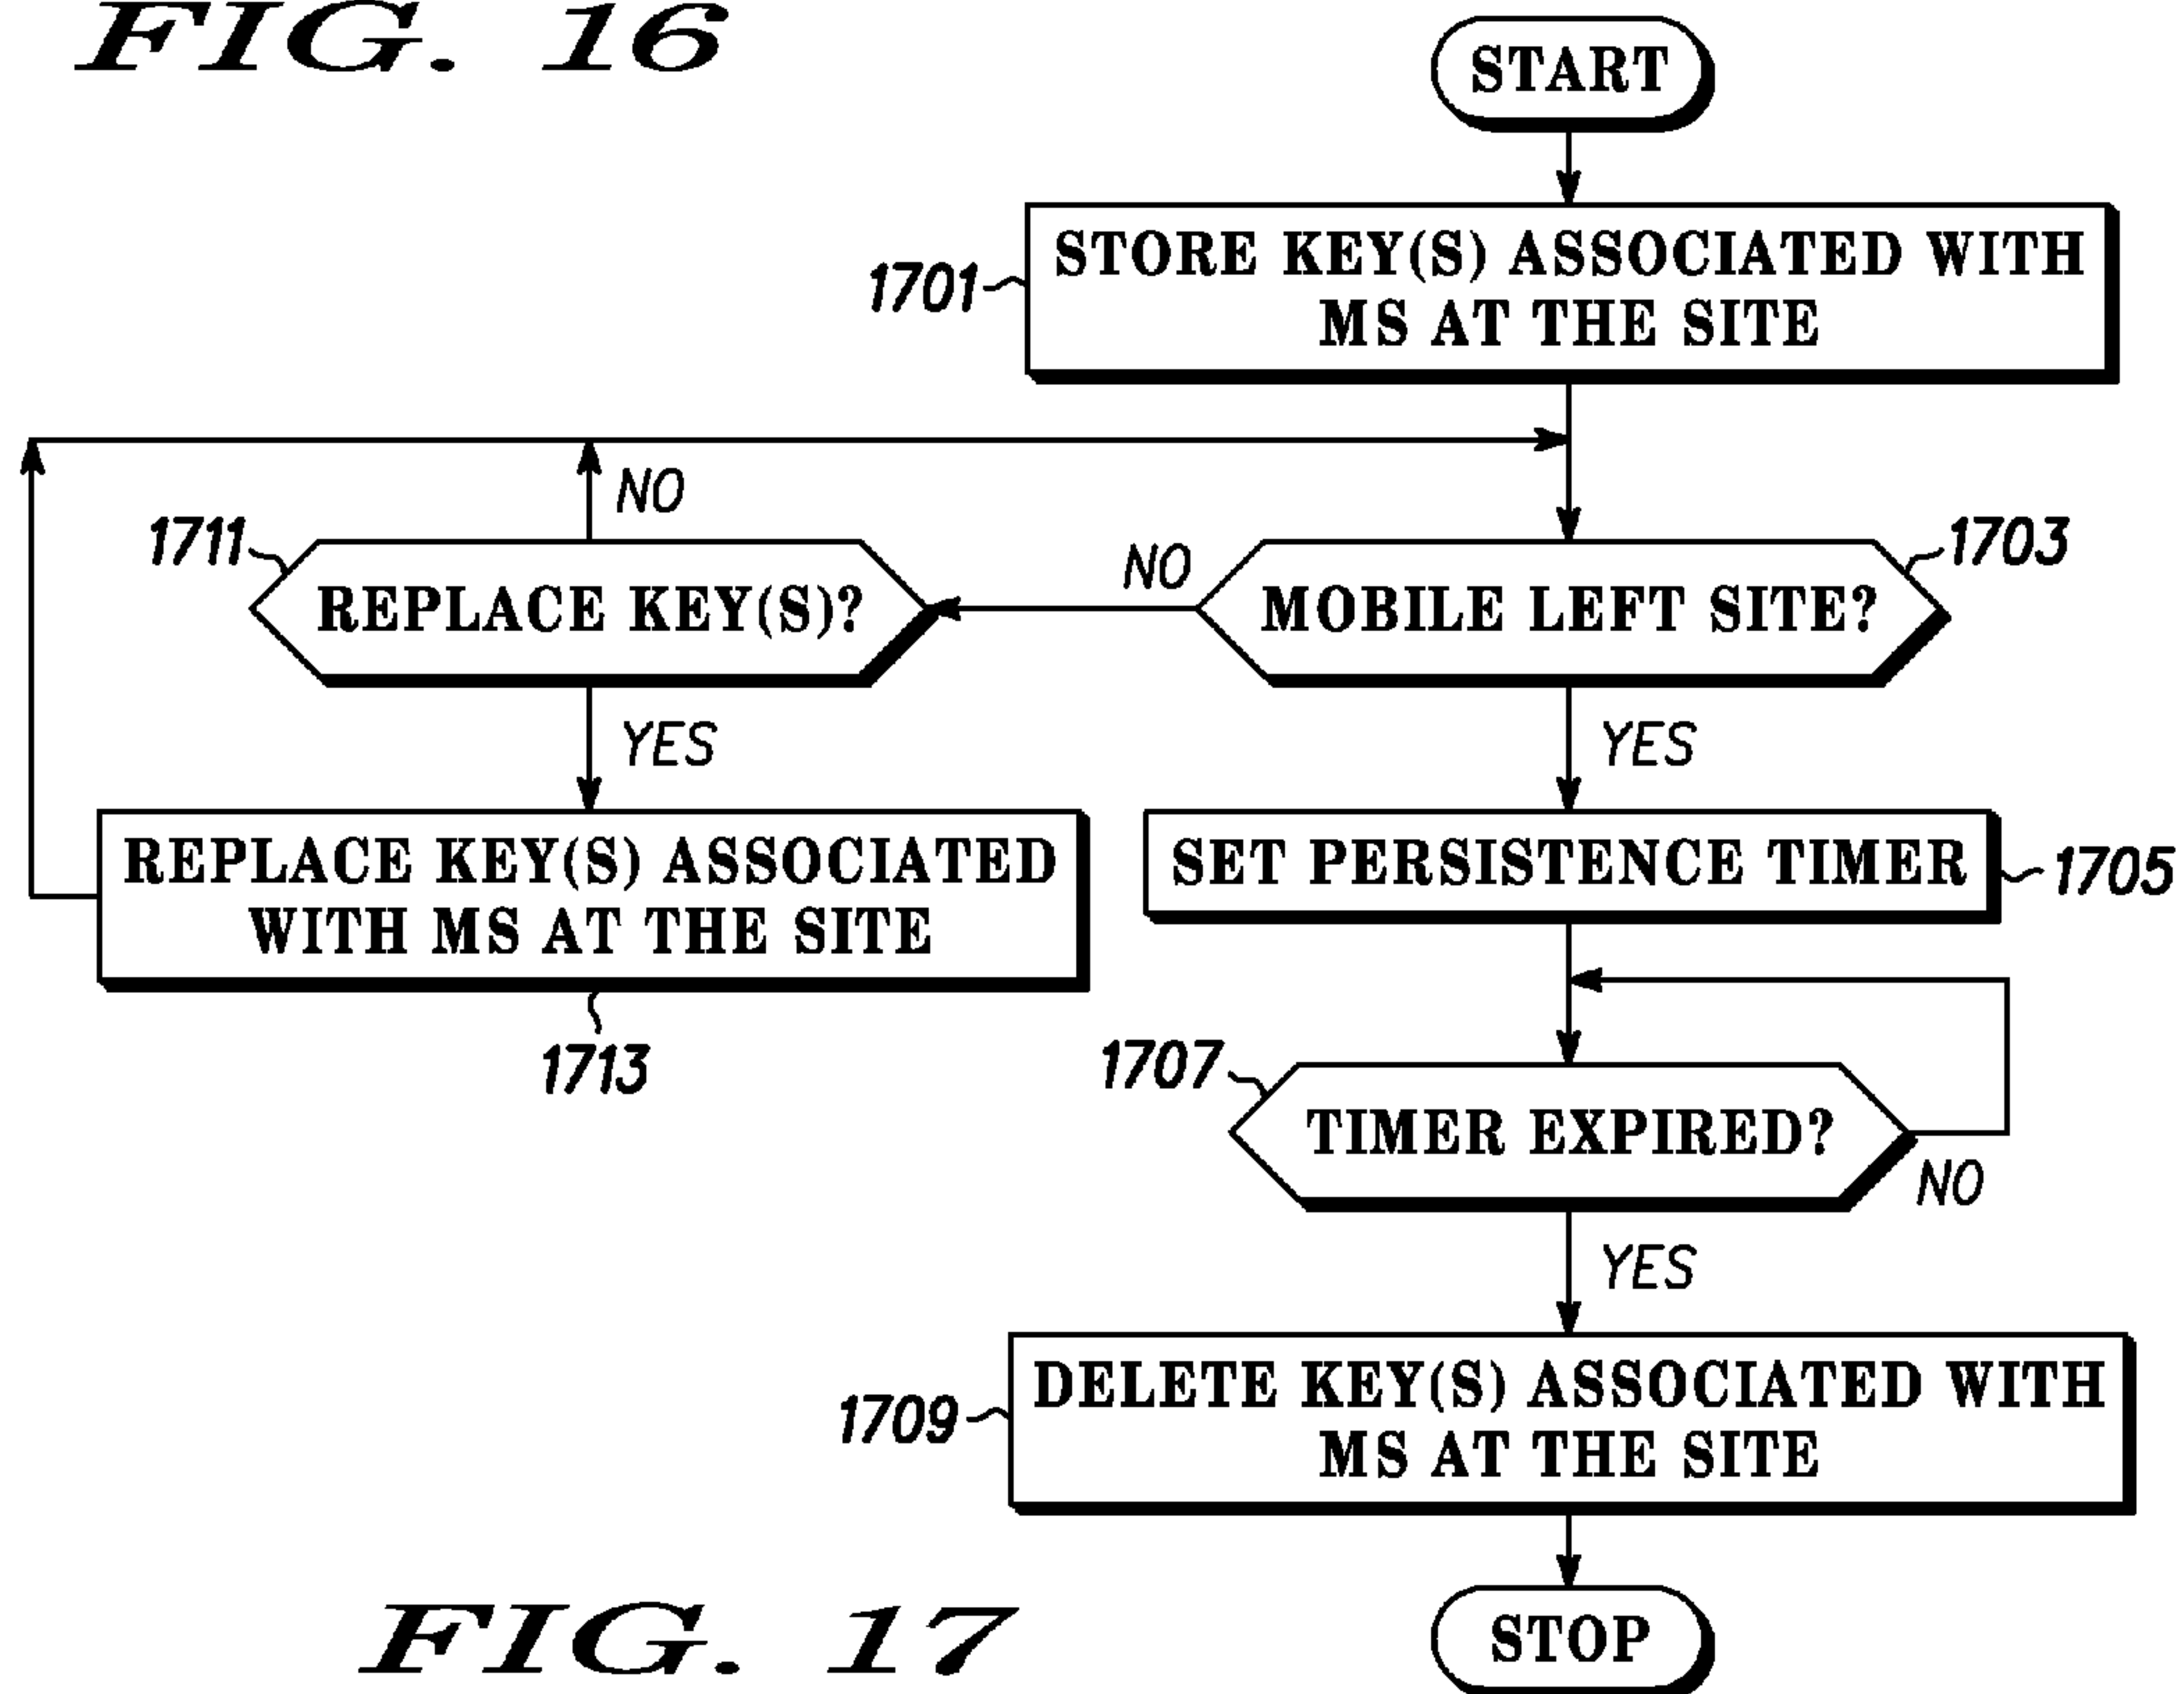 FIG. 16
START
1701
STORE KEY(S) ASSOCIATED WITH
MS AT THE SITE
NO
1711
REPLACE KEY(S)?
NO
MOBILE LEFT SITE?
1703
YES
YES
REPLACE KEY(S) ASSOCIATED
WITH MS AT THE SITE
1713
SET PERSISTENCE TIMER
1705
1707
TIMER EXPIRED?
NO
YES
1709
DELETE KEY(S) ASSOCIATED WITH
MS AT THE SITE
STOP
FIG. 17